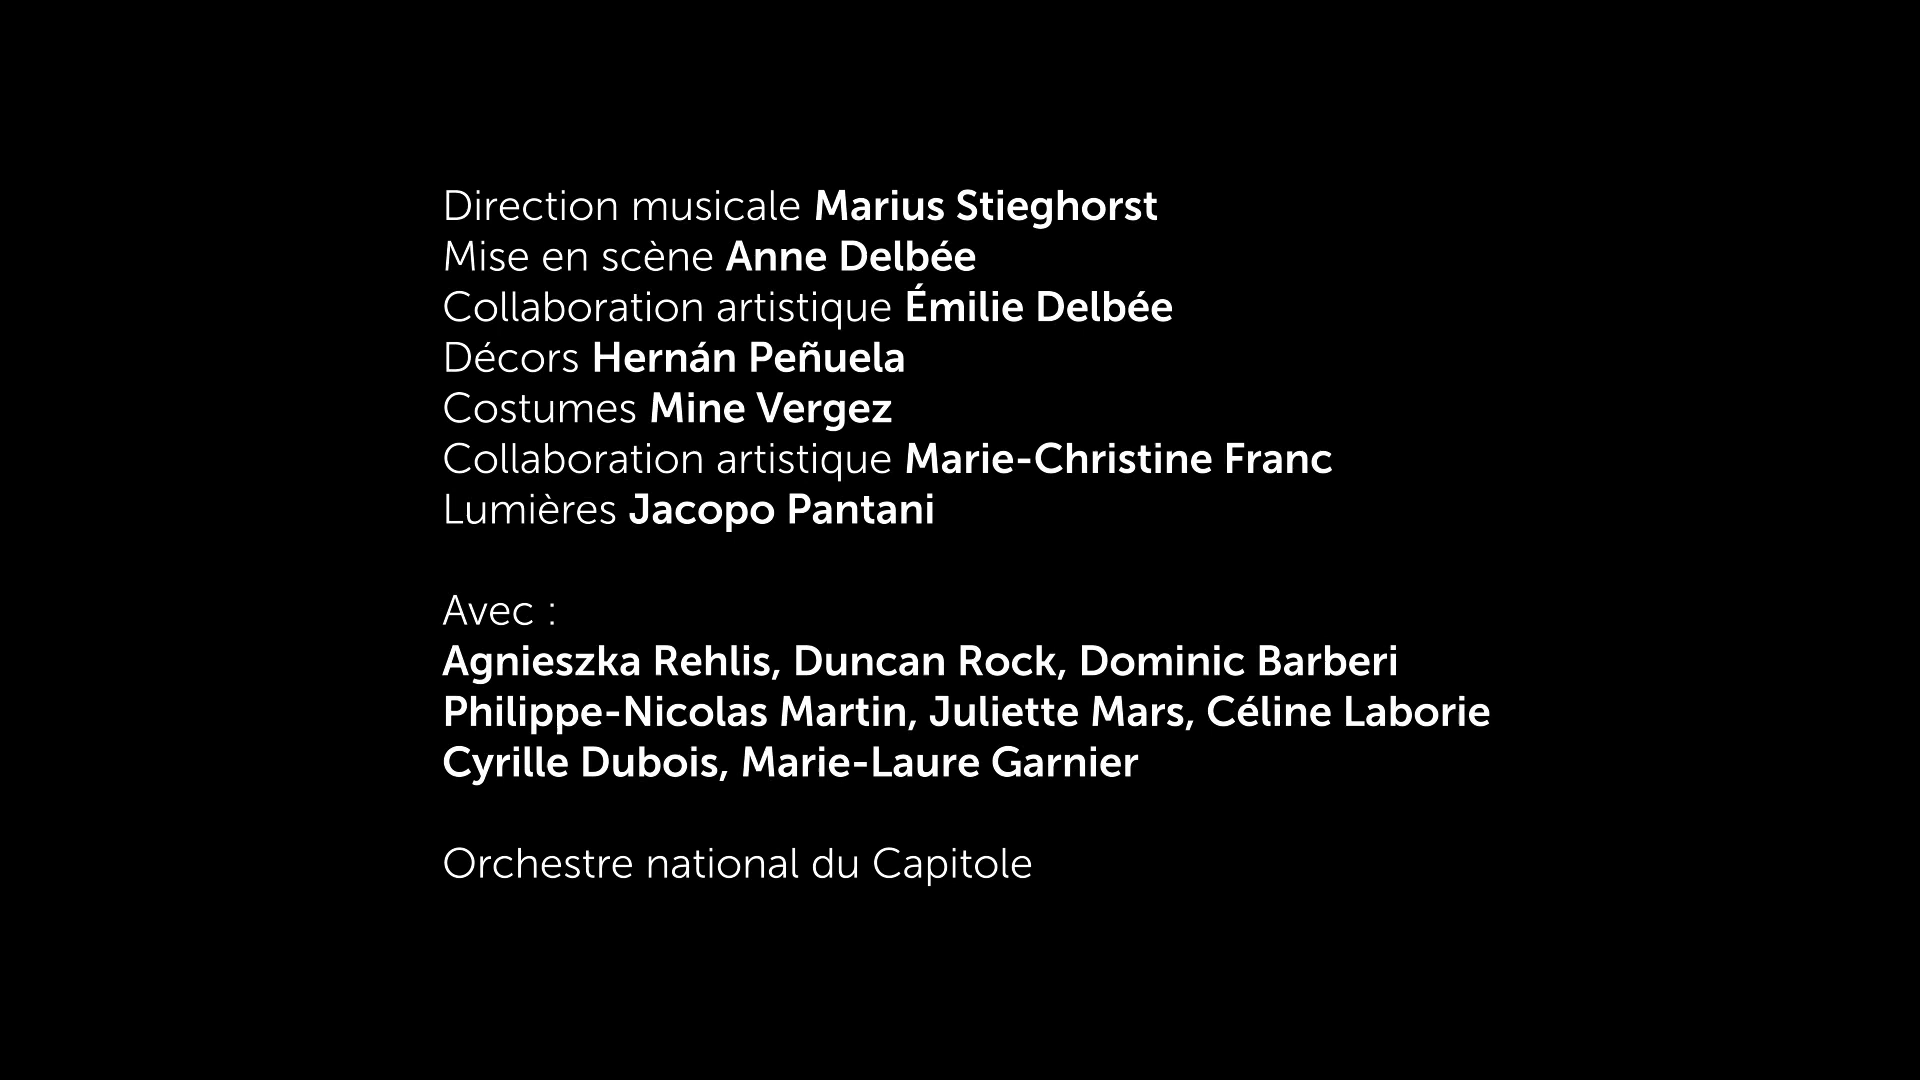 Direction musicale Marius Stieghorst
Mise en scène Anne Delbée
Collaboration artistique Émilie Delbée
Décors Hernán Peñuela
Costumes Mine Vergez
Collaboration artistique Marie-Christine Franc
Lumières Jacopo Pantani
Avec :
Agnieszka Rehlis, Duncan Rock, Dominic Barberi
Philippe-Nicolas Martin, Juliette Mars, Céline Laborie
Cyrille Dubois, Marie-Laure Garnier
Orchestre national du Capitole